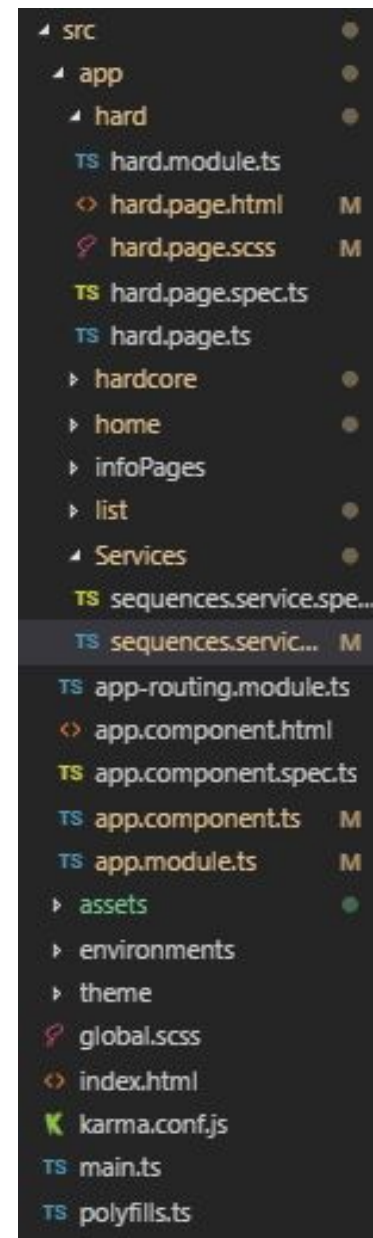 src
app
hard
TS hard.module.ts
<> hard.page.html M
hard.page.scss M
TS hard.page.spec.ts
TS hard.page.ts
hardcore
home
infoPages
list
Services
TS sequences.service.spe...
TS sequences.servic... M
TS app-routing.module.ts
<> app.component.html
TS app.component.spec.ts
TS app.component.ts M
TS app.module.ts M
assets
environments
theme
global.scss
<> index.html
K karma.conf.js
TS main.ts
TS polyfills.ts